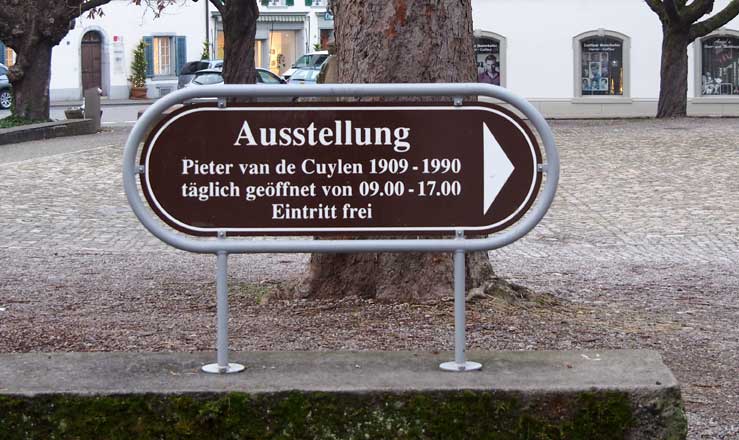 Ausstellung
Pieter van de Cuylen 1909 - 1990
täglich geöffnet von 09.00 - 17.00
Eintritt frei